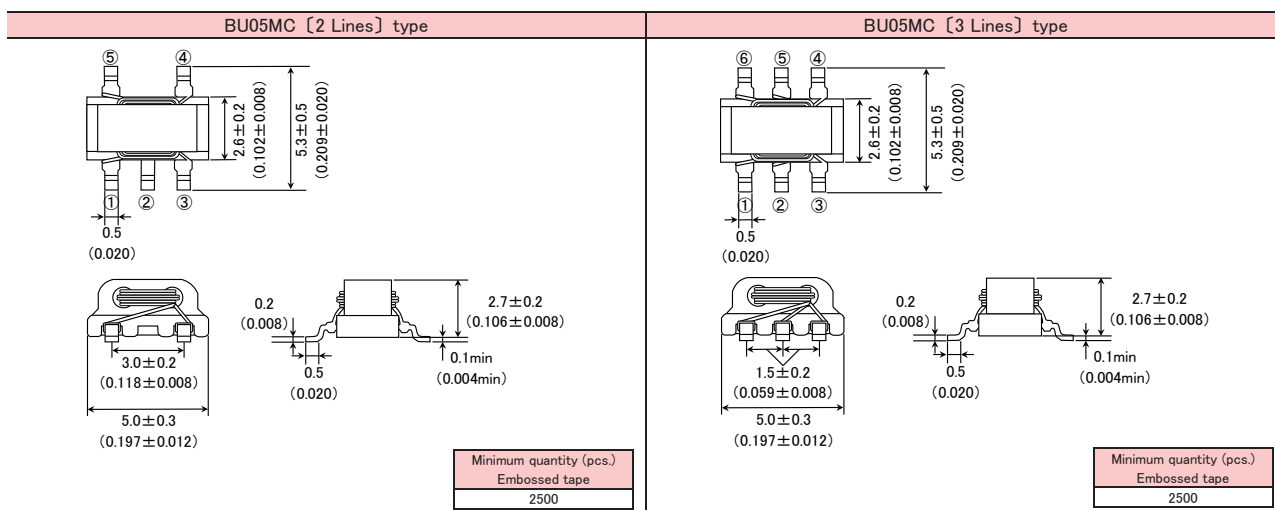 BU05MC〔2 Lines〕type
⑤ ④
2.6±0.2
(0.102±0.008)
5.3±0.5
(0.209±0.020)
① ② ③
0.5
(0.020)
3.0±0.2
(0.118±0.008)
5.0±0.3
(0.197±0.012)
0.2
(0.008)
0.5
(0.020)
2.7±0.2
(0.106±0.008)
0.1min
(0.004min)
Minimum quantity (pcs.)
Embossed tape
2500
BU05MC〔3 Lines〕type
⑥ ⑤ ④
2.6±0.2
(0.102±0.008)
5.3±0.5
(0.209±0.020)
① ② ③
0.5
(0.020)
1.5±0.2
(0.059±0.008)
5.0±0.3
(0.197±0.012)
0.2
(0.008)
0.5
(0.020)
2.7±0.2
(0.106±0.008)
0.1min
(0.004min)
Minimum quantity (pcs.)
Embossed tape
2500